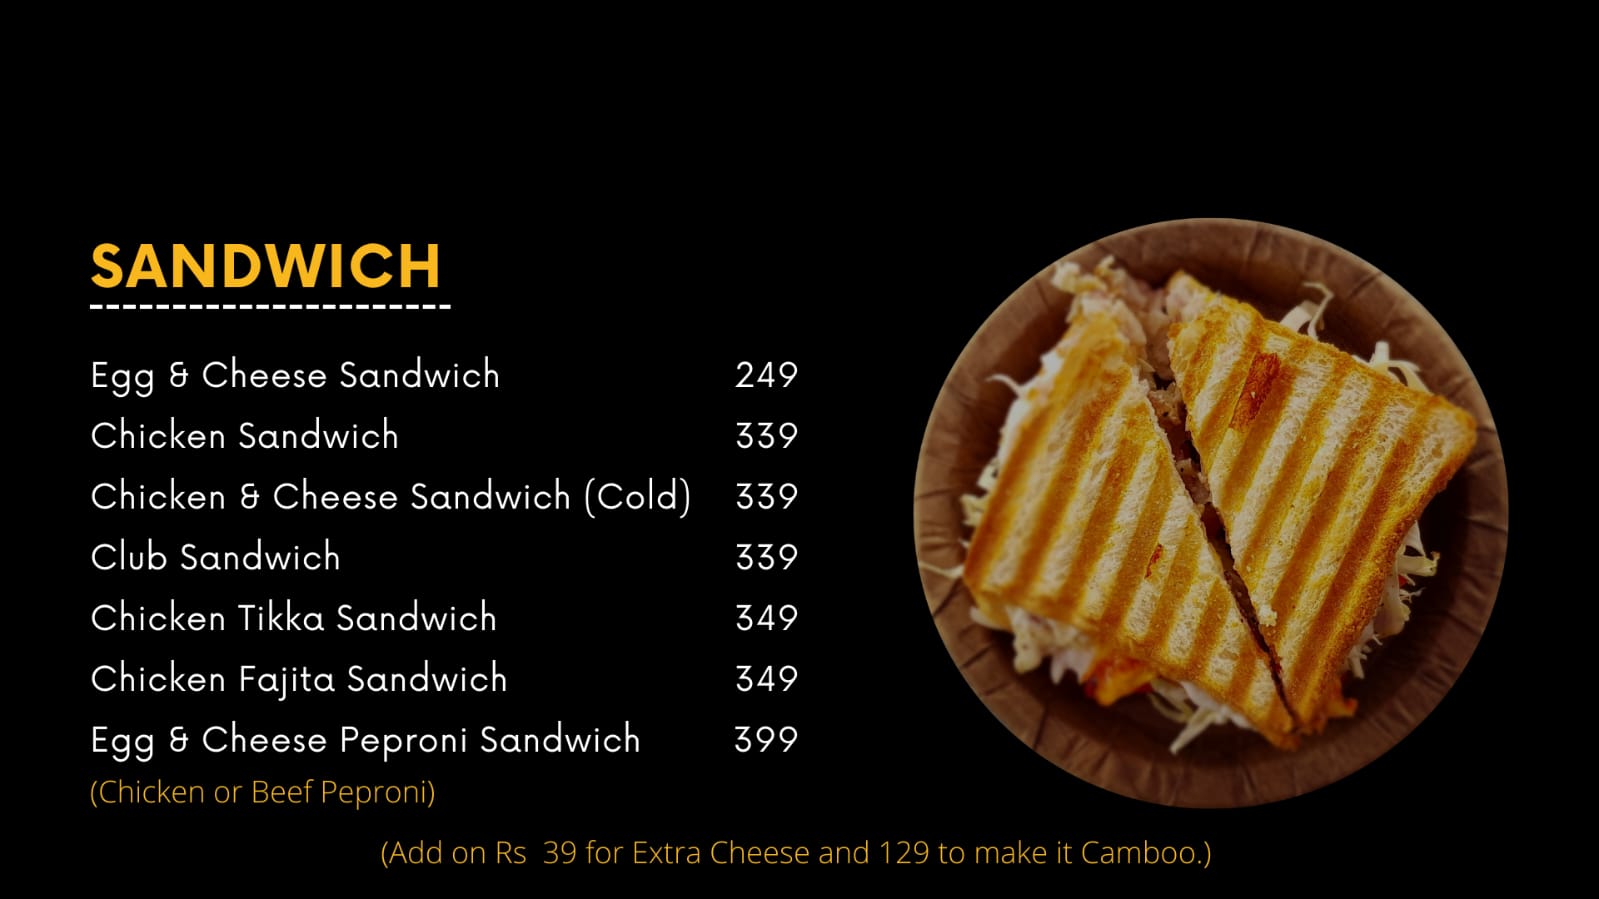 SANDWICH
Egg & Cheese Sandwich 249
Chicken Sandwich 339
Chicken & Cheese Sandwich (Cold) 339
Club Sandwich 339
Chicken Tikka Sandwich 349
Chicken Fajita Sandwich 349
Egg & Cheese Peproni Sandwich 399
(Chicken or Beef Peproni)
(Add on Rs 39 for Extra Cheese and 129 to make it Camboo.)